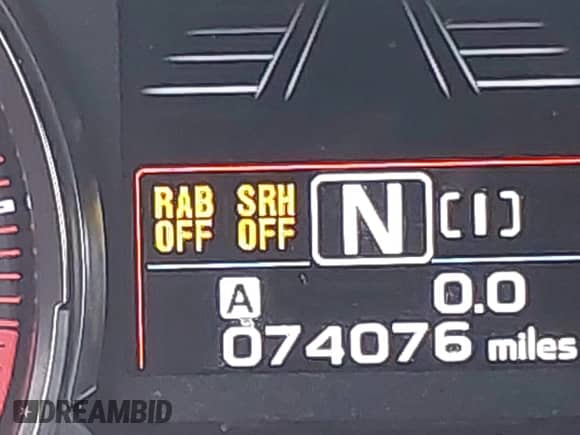 RAB SRH N [I]
OFF OFF
A 0.0
074076 miles
DREAMBID